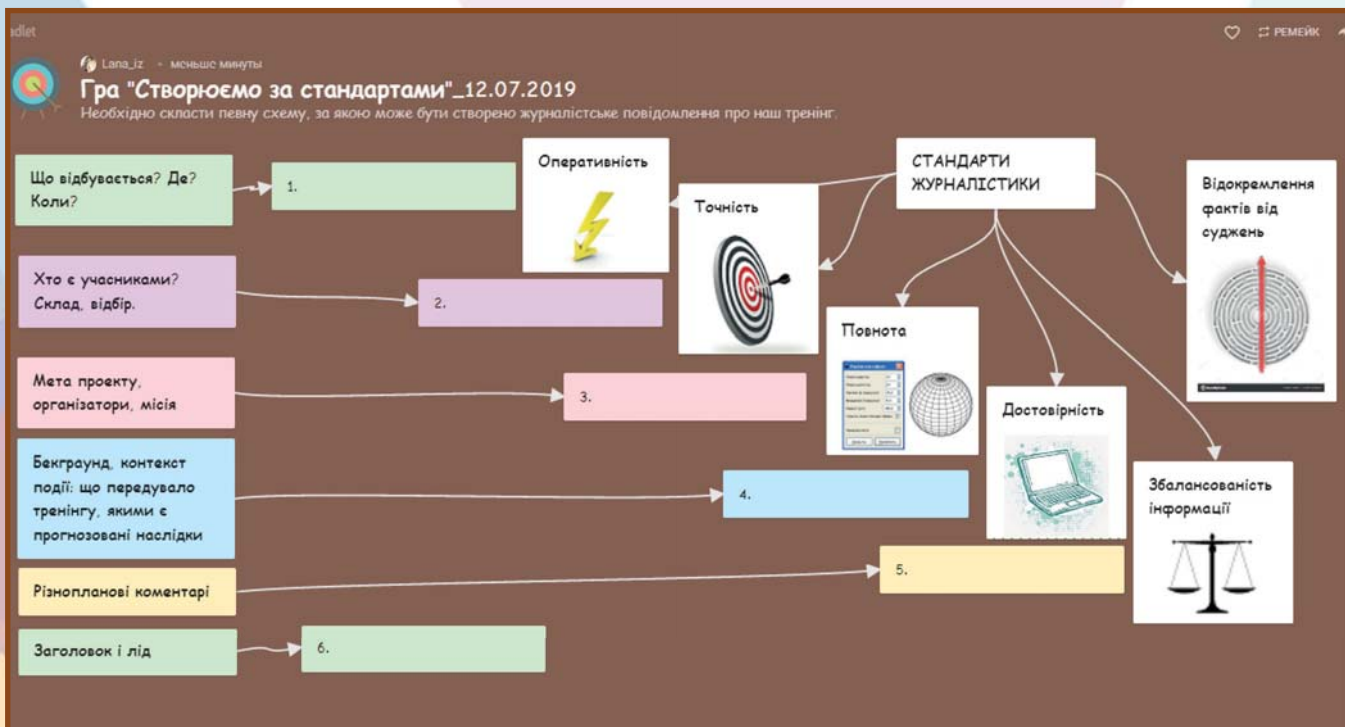 adlet
РЕМЕЙК
Lana_iz • меньше минуты
Гра "Створюємо за стандартами"_12.07.2019
Необхідно скласти певну схему, за якою може бути створено журналістське повідомлення про наш тренінг.
Що відбувається? Де?
Коли?
1.
Оперативність
Точність
СТАНДАРТИ
ЖУРНАЛІСТИКИ
Відокремлення
фактів від
суджень
Хто є учасниками?
Склад, відбір.
2.
Повнота
Мета проекту,
організатори, місія
3.
Достовірність
Бекграунд, контекст
події: що передувало
тренінгу, якими є
прогнозовані наслідки
4.
Збалансованість
інформації
Різнопланові коментарі
5.
Заголовок і лід
6.